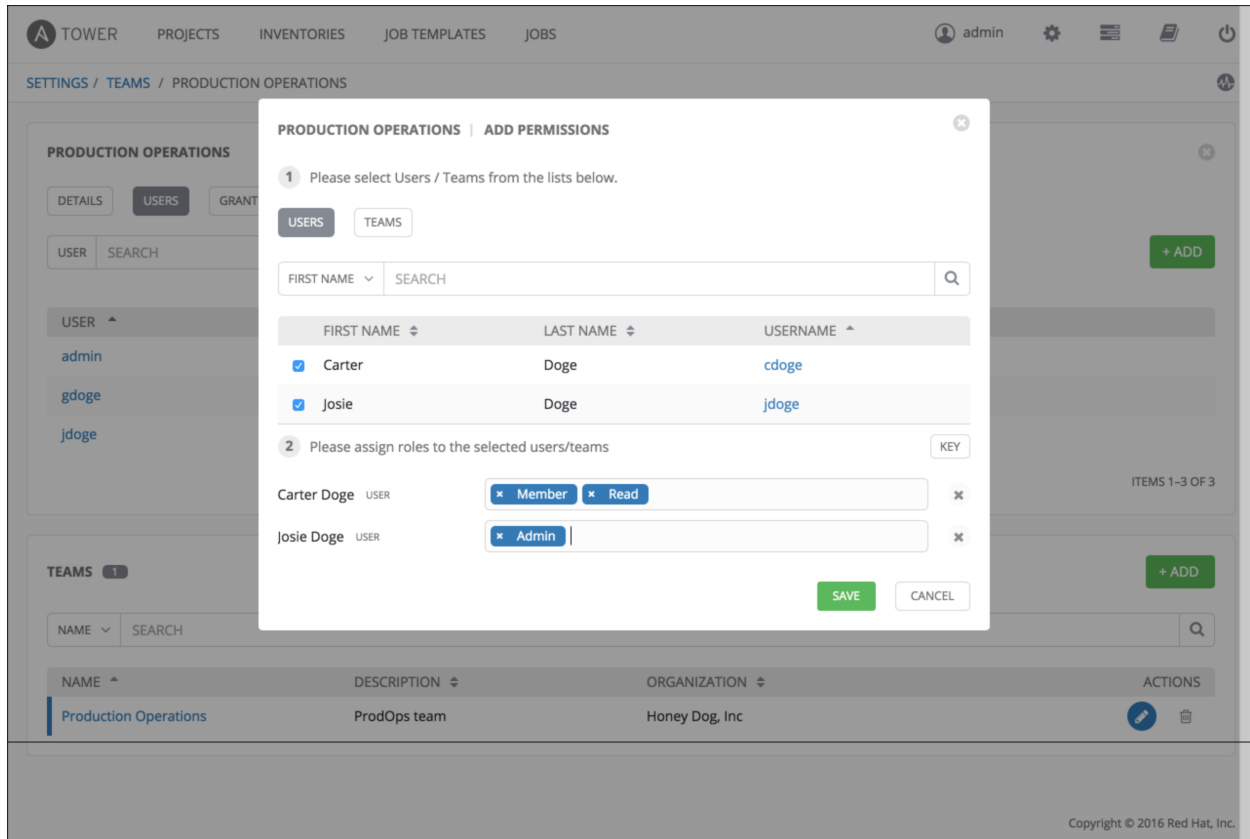 A TOWER PROJECTS INVENTORIES JOB TEMPLATES JOBS admin
SETTINGS / TEAMS / PRODUCTION OPERATIONS
PRODUCTION OPERATIONS
DETAILS USERS GRANT
USER SEARCH + ADD
USER
admin
gdoge
jdoge
ITEMS 1–3 OF 3
PRODUCTION OPERATIONS | ADD PERMISSIONS
1 Please select Users / Teams from the lists below.
USERS TEAMS
FIRST NAME SEARCH
FIRST NAME LAST NAME USERNAME
Carter Doge cdoge
Josie Doge jdoge
2 Please assign roles to the selected users/teams KEY
Carter Doge USER × Member × Read
Josie Doge USER × Admin
SAVE CANCEL
TEAMS 1 + ADD
NAME SEARCH
NAME DESCRIPTION ORGANIZATION ACTIONS
Production Operations ProdOps team Honey Dog, Inc
Copyright © 2016 Red Hat, Inc.